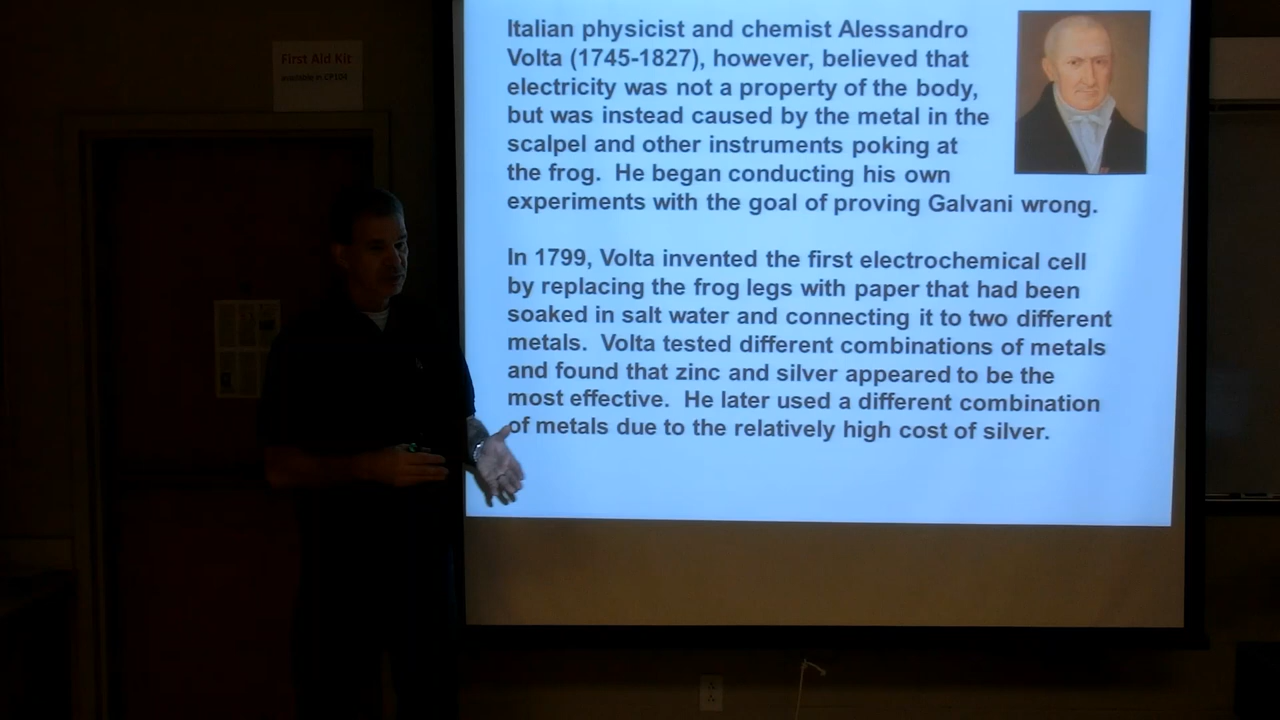 First Aid Kit
available in CP104
Italian physicist and chemist Alessandro
Volta (1745-1827), however, believed that
electricity was not a property of the body,
but was instead caused by the metal in the
scalpel and other instruments poking at
the frog. He began conducting his own
experiments with the goal of proving Galvani wrong.
In 1799, Volta invented the first electrochemical cell
by replacing the frog legs with paper that had been
soaked in salt water and connecting it to two different
metals. Volta tested different combinations of metals
and found that zinc and silver appeared to be the
most effective. He later used a different combination
of metals due to the relatively high cost of silver.